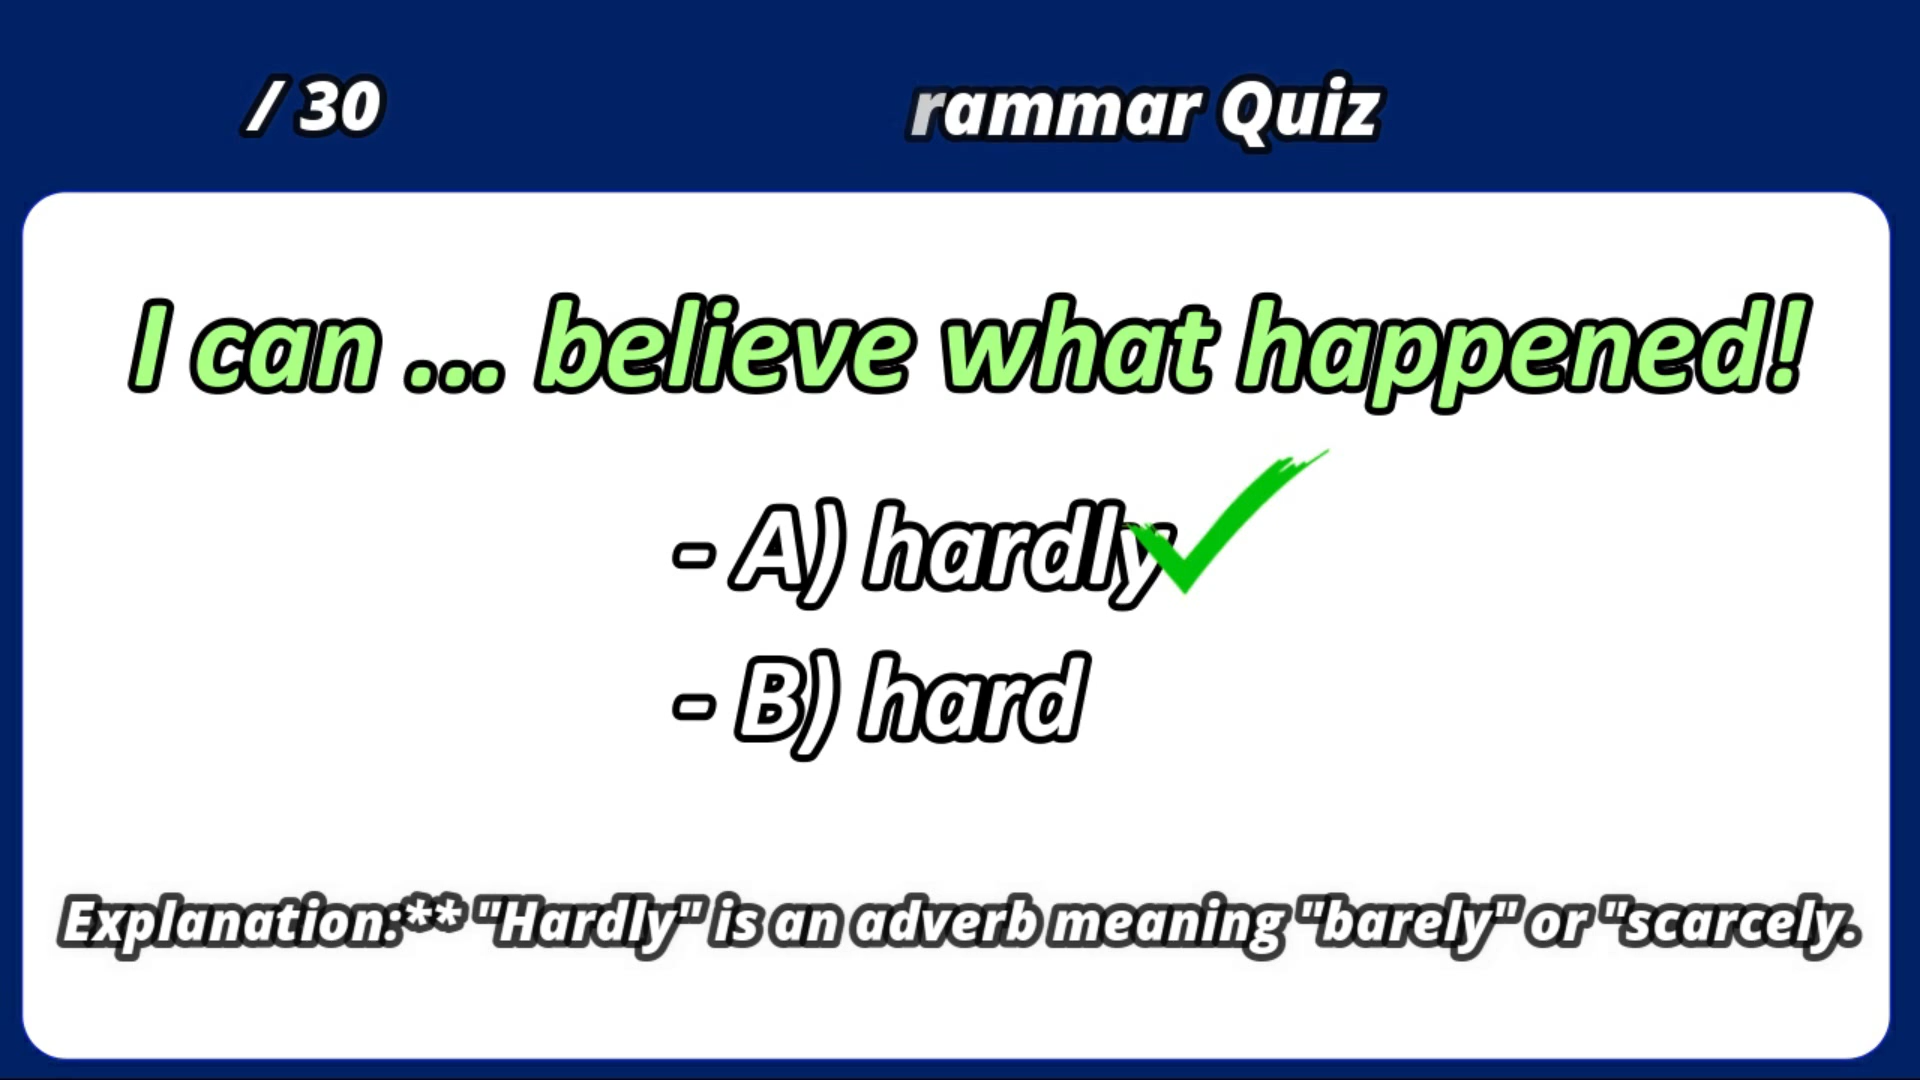 / 30
rammar Quiz
I can ... believe what happened!
- A) hardly
- B) hard
Explanation:** "Hardly" is an adverb meaning "barely" or "scarcely.